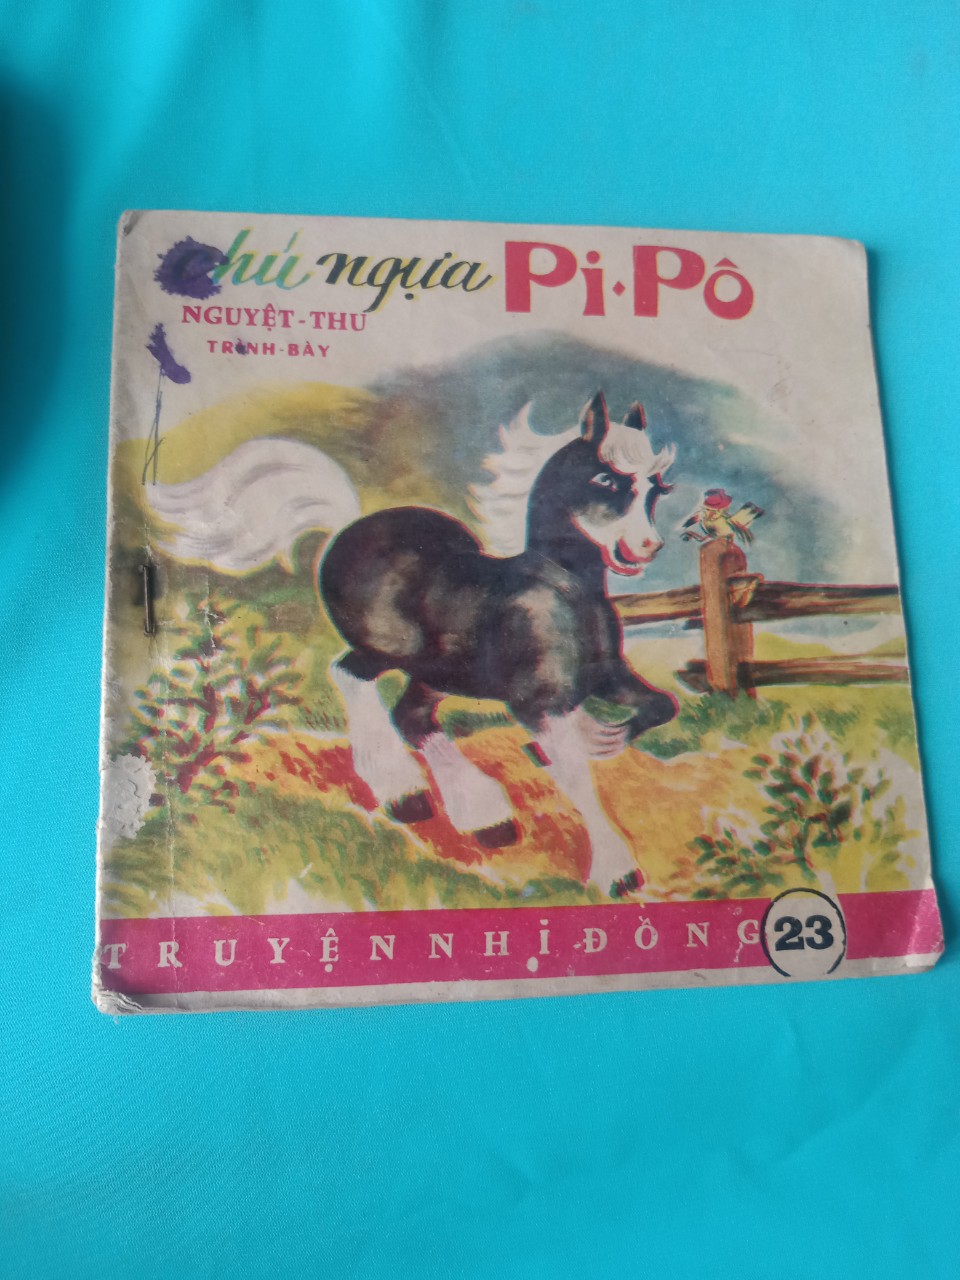 Chú ngựa Pi-Pô
NGUYỆT-THU
TRÌNH-BÀY
TRUYỆN NHI ĐỒNG 23